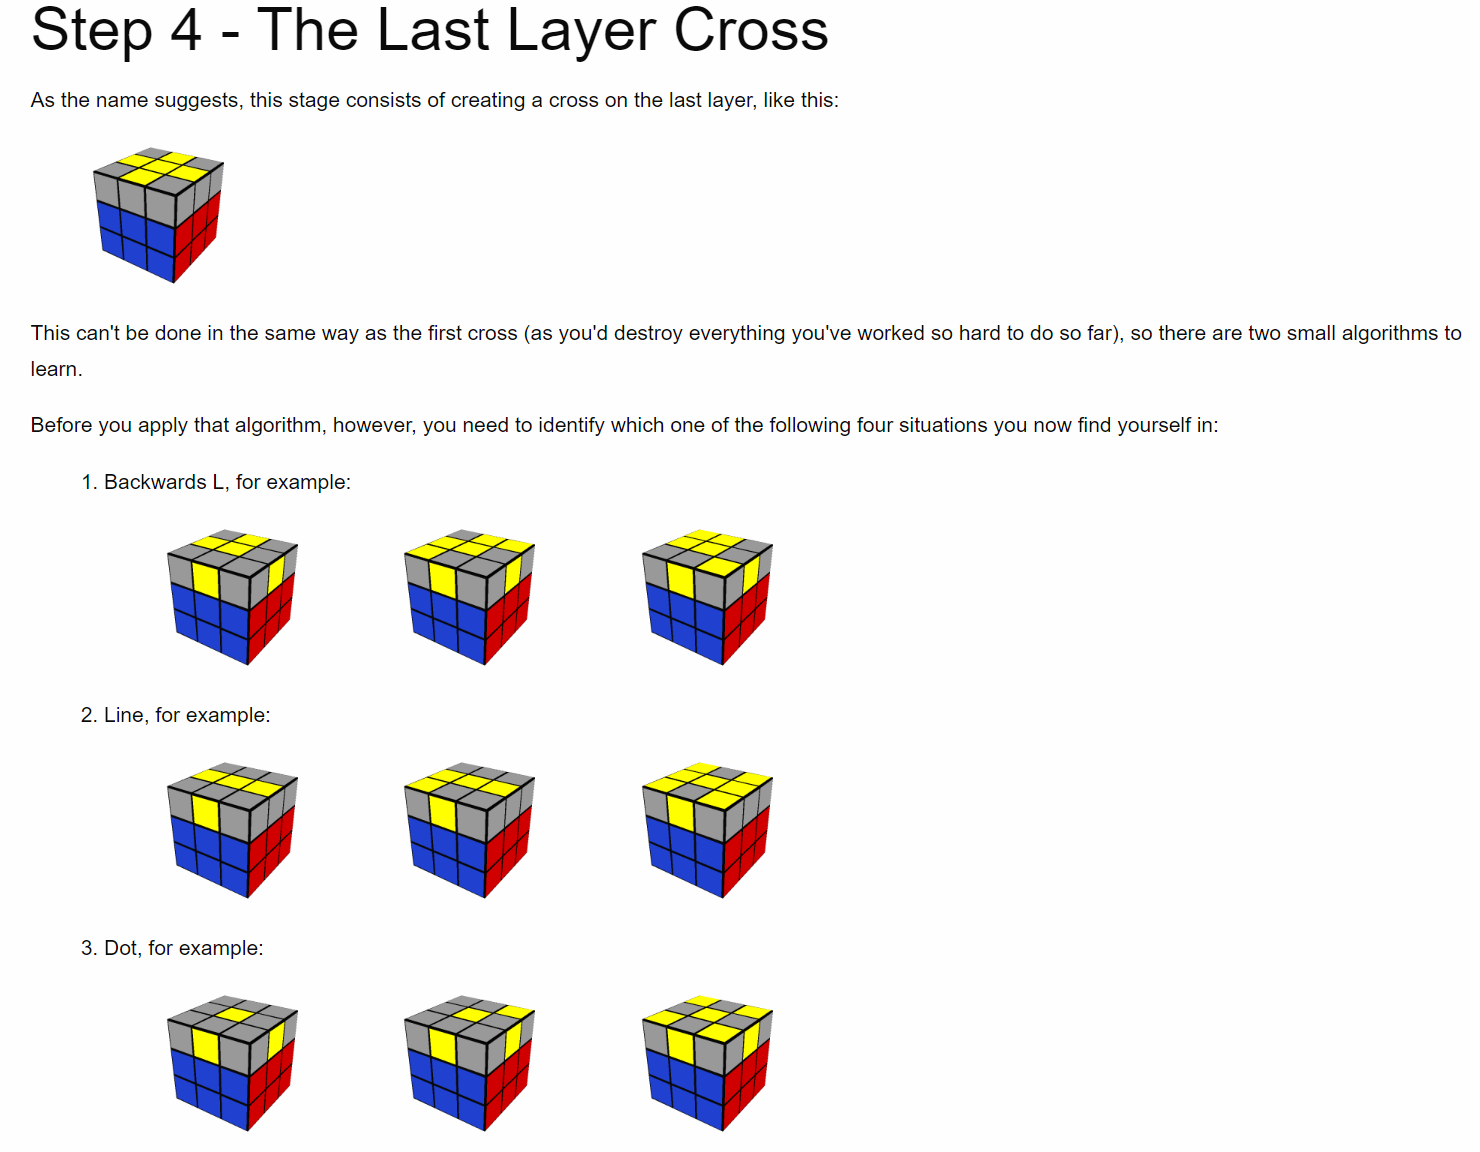 Step 4 - The Last Layer Cross
As the name suggests, this stage consists of creating a cross on the last layer, like this:
This can't be done in the same way as the first cross (as you'd destroy everything you've worked so hard to do so far), so there are two small algorithms to
learn.
Before you apply that algorithm, however, you need to identify which one of the following four situations you now find yourself in:
1. Backwards L, for example:
2. Line, for example:
3. Dot, for example: